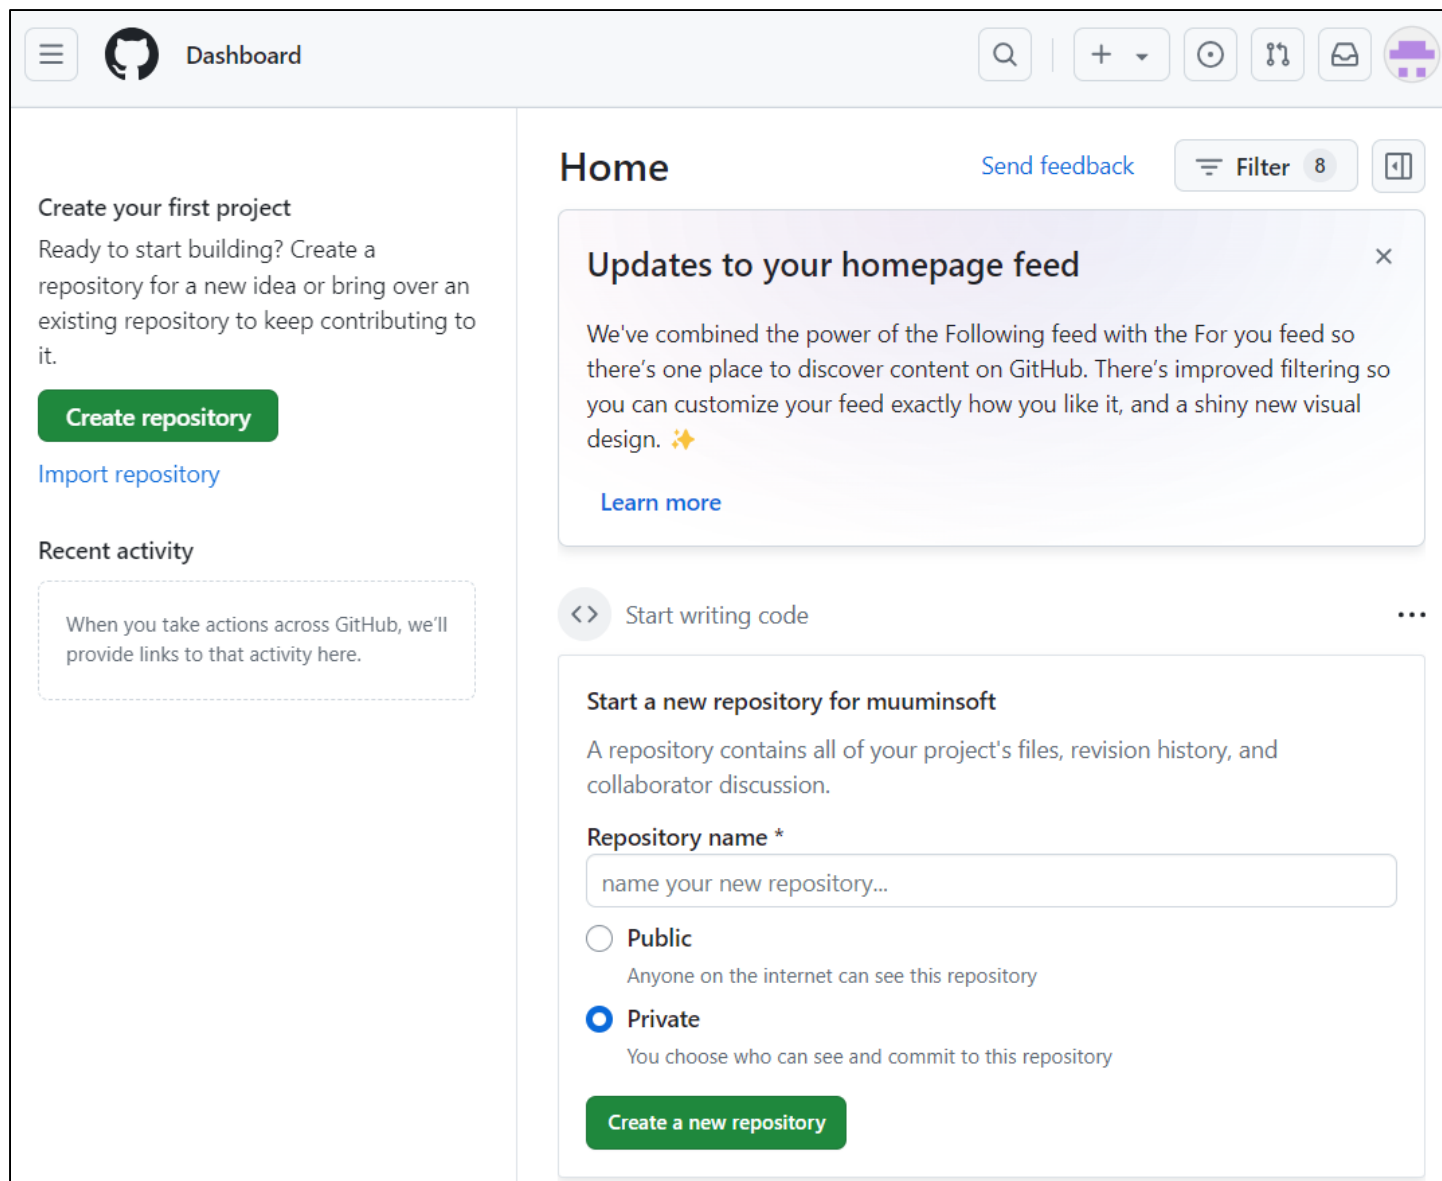 Dashboard
Create your first project
Ready to start building? Create a
repository for a new idea or bring over an
existing repository to keep contributing to
it.
Create repository
Import repository
Recent activity
When you take actions across GitHub, we’ll
provide links to that activity here.
Home
Send feedback
Filter 8
Updates to your homepage feed
We've combined the power of the Following feed with the For you feed so
there’s one place to discover content on GitHub. There’s improved filtering so
you can customize your feed exactly how you like it, and a shiny new visual
design. ✨
Learn more
Start writing code
Start a new repository for muuminsoft
A repository contains all of your project's files, revision history, and
collaborator discussion.
Repository name *
name your new repository...
Public
Anyone on the internet can see this repository
Private
You choose who can see and commit to this repository
Create a new repository